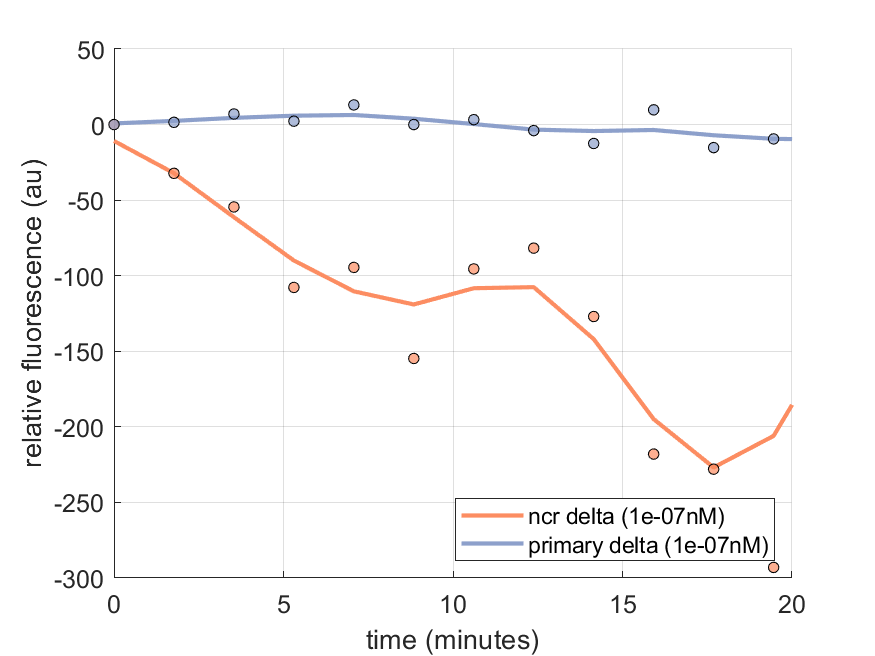 50
0
-50
-100
-150
-200
-250
-300
relative fluorescence (au)
ncr delta (1e-07nM)
primary delta (1e-07nM)
0 5 10 15 20
time (minutes)